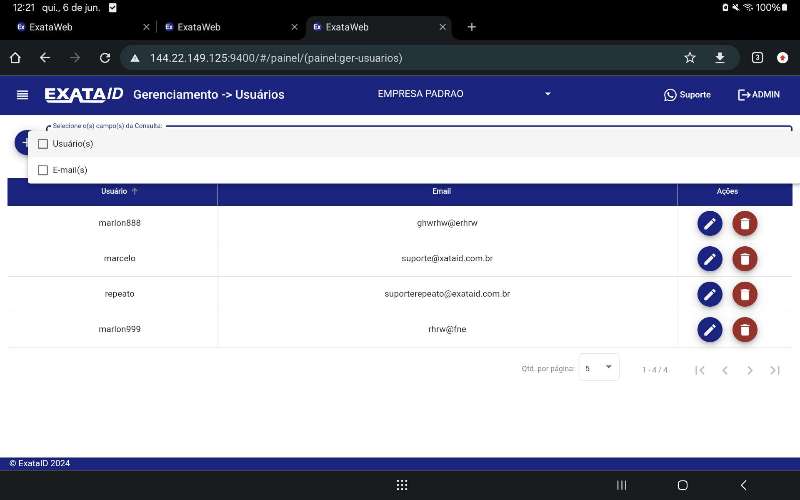 12:21 qui., 6 de jun. 100%
ExataWeb
ExataWeb
ExataWeb
144.22.149.125:9400/#/painel/(painel:ger-usuarios)
3
EXATAID
Gerenciamento -> Usuários
EMPRESA PADRAO
Suporte
ADMIN
Selecione o(s) campo(s) da Consulta:
Usuário(s)
E-mail(s)
Usuário Email Ações
marlon888 ghwrhw@erhrw
marcelo suporte@xataid.com.br
repeato suporterepeato@exataid.com.br
marlon999 rhrw@fne
Qtd. por página: 5 1 - 4 / 4
© ExataID 2024